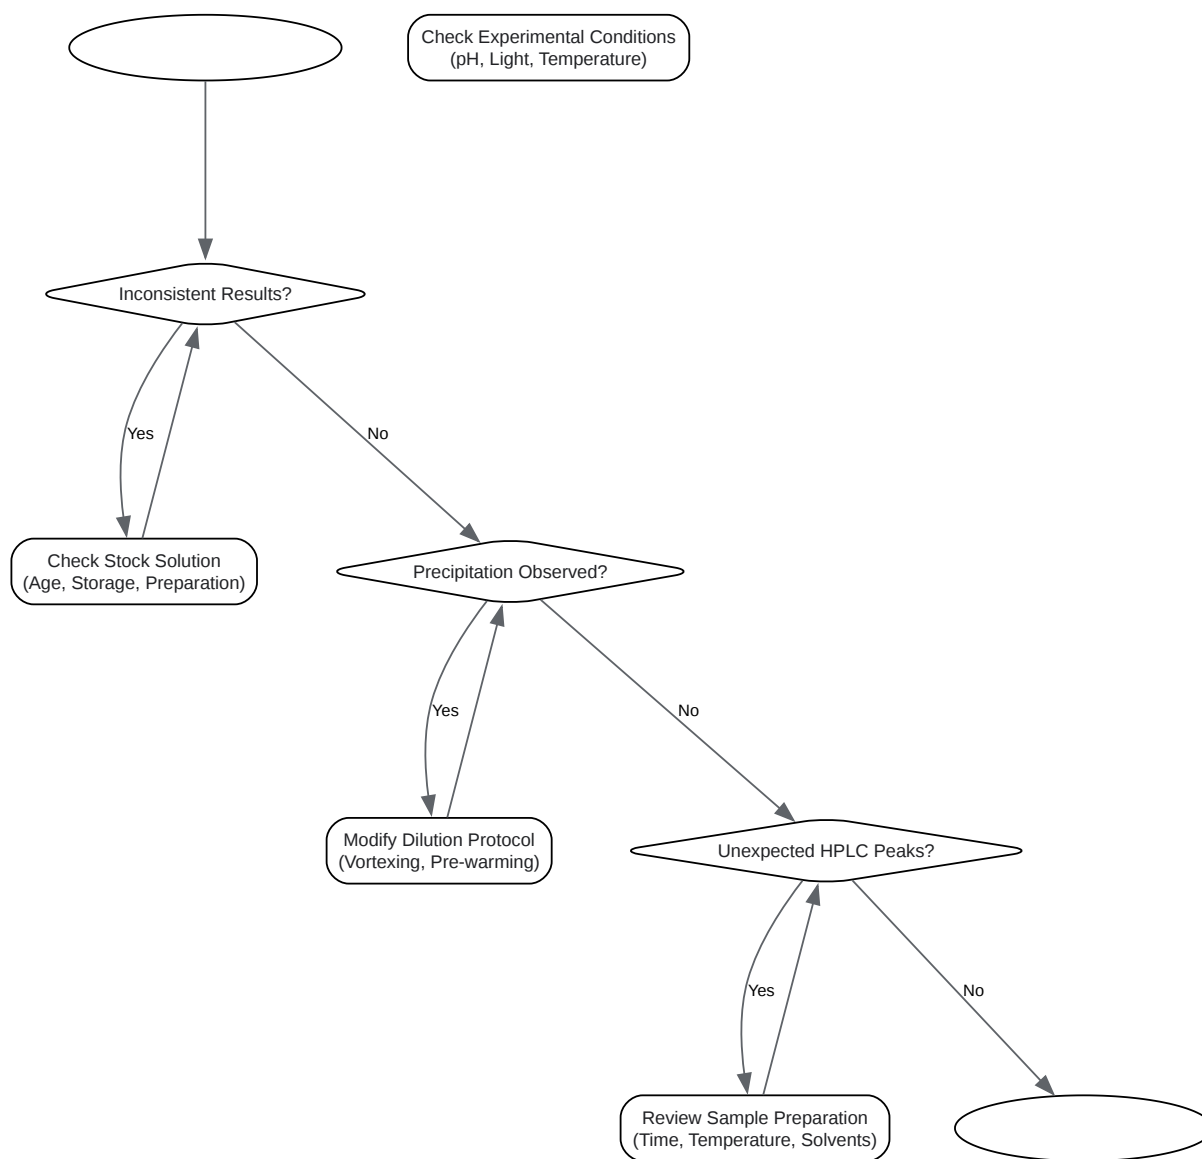 Check Experimental Conditions
(pH, Light, Temperature)
Inconsistent Results?
Yes
No
Check Stock Solution
(Age, Storage, Preparation)
Precipitation Observed?
Yes
No
Modify Dilution Protocol
(Vortexing, Pre-warming)
Unexpected HPLC Peaks?
Yes
No
Review Sample Preparation
(Time, Temperature, Solvents)